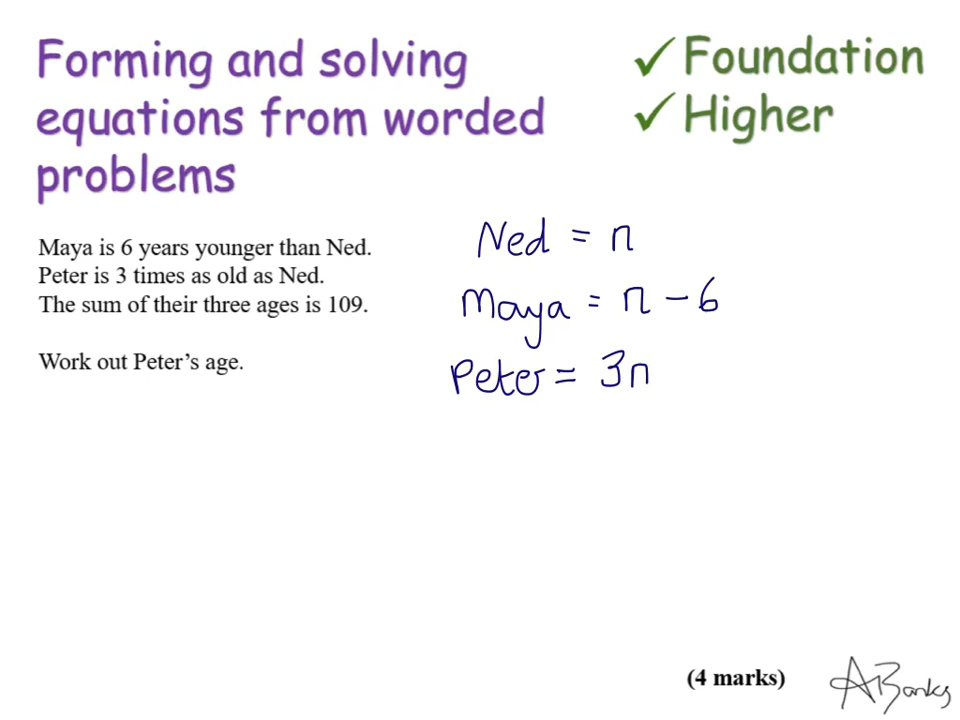 Forming and solving
equations from worded
problems
✓ Foundation
✓ Higher
Maya is 6 years younger than Ned.
Peter is 3 times as old as Ned.
The sum of their three ages is 109.
Work out Peter's age.
Ned = n
Maya = n - 6
Peter = 3n
(4 marks)
ABanks